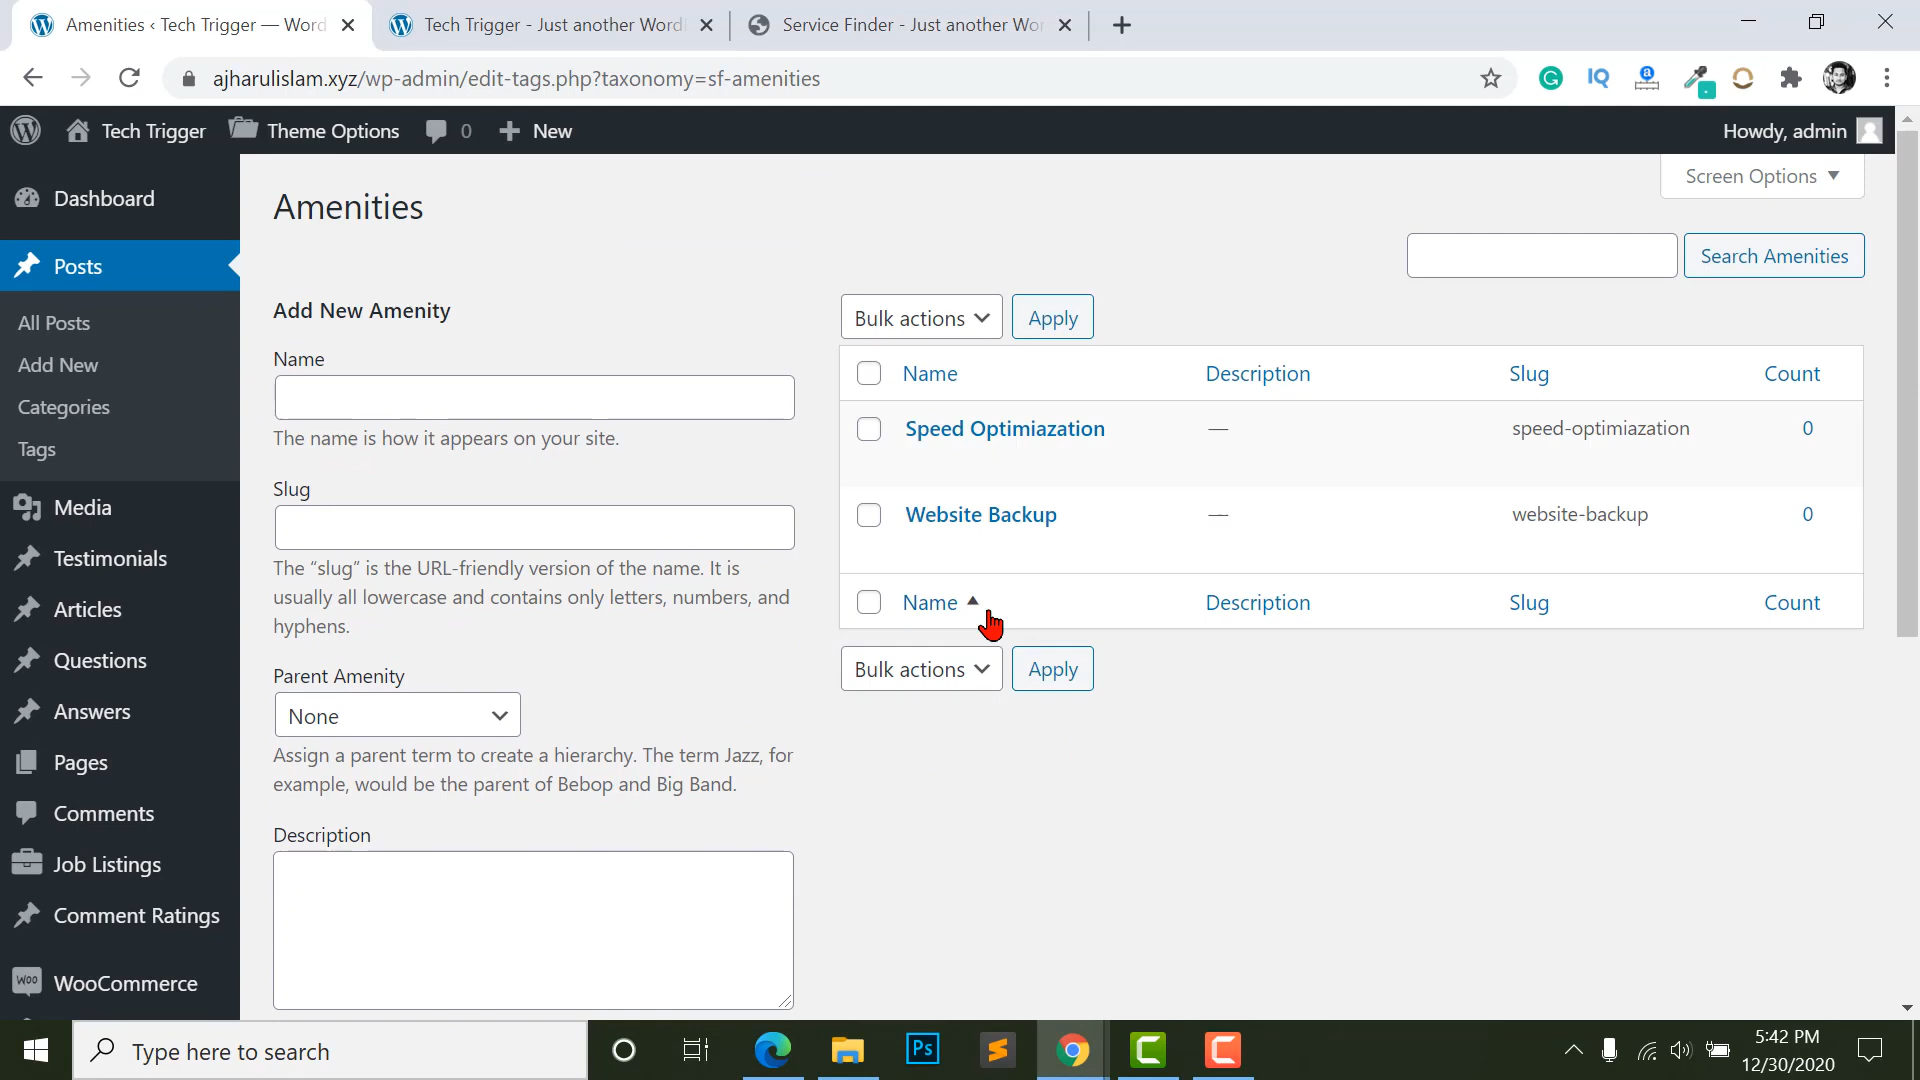 Amenities ‹ Tech Trigger — Word
Tech Trigger - Just another Word
Service Finder - Just another Wor
ajharulislam.xyz/wp-admin/edit-tags.php?taxonomy=sf-amenities
IQ
a
Tech Trigger
Theme Options
0
New
Howdy, admin
Dashboard
Posts
All Posts
Add New
Categories
Tags
Media
Testimonials
Articles
Questions
Answers
Pages
Comments
Job Listings
Comment Ratings
Woo
WooCommerce
Screen Options
Amenities
Search Amenities
Add New Amenity
Name
The name is how it appears on your site.
Slug
The “slug” is the URL-friendly version of the name. It is
usually all lowercase and contains only letters, numbers, and
hyphens.
Parent Amenity
None
Assign a parent term to create a hierarchy. The term Jazz, for
example, would be the parent of Bebop and Big Band.
Description
Bulk actions
Apply
Name Description Slug Count
Speed Optimiazation — speed-optimiazation 0
Website Backup — website-backup 0
Name Description Slug Count
Bulk actions
Apply
Type here to search
Ps
5:42 PM
12/30/2020